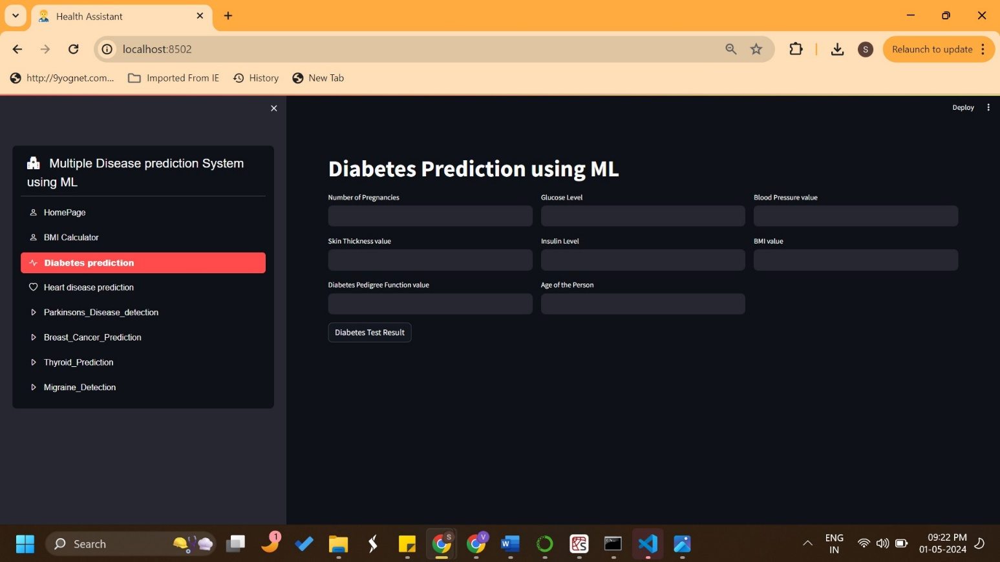 Health Assistant
localhost:8502
S
Relaunch to update
http://9yognet.com...
Imported From IE
History
New Tab
Deploy
Multiple Disease prediction System
using ML
HomePage
BMI Calculator
Diabetes prediction
Heart disease prediction
Parkinsons_Disease_detection
Breast_Cancer_Prediction
Thyroid_Prediction
Migraine_Detection
Diabetes Prediction using ML
Number of Pregnancies
Glucose Level
Blood Pressure value
Skin Thickness value
Insulin Level
BMI value
Diabetes Pedigree Function value
Age of the Person
Diabetes Test Result
Search
1
S
V
W
S
ENG
IN
09:22 PM
01-05-2024